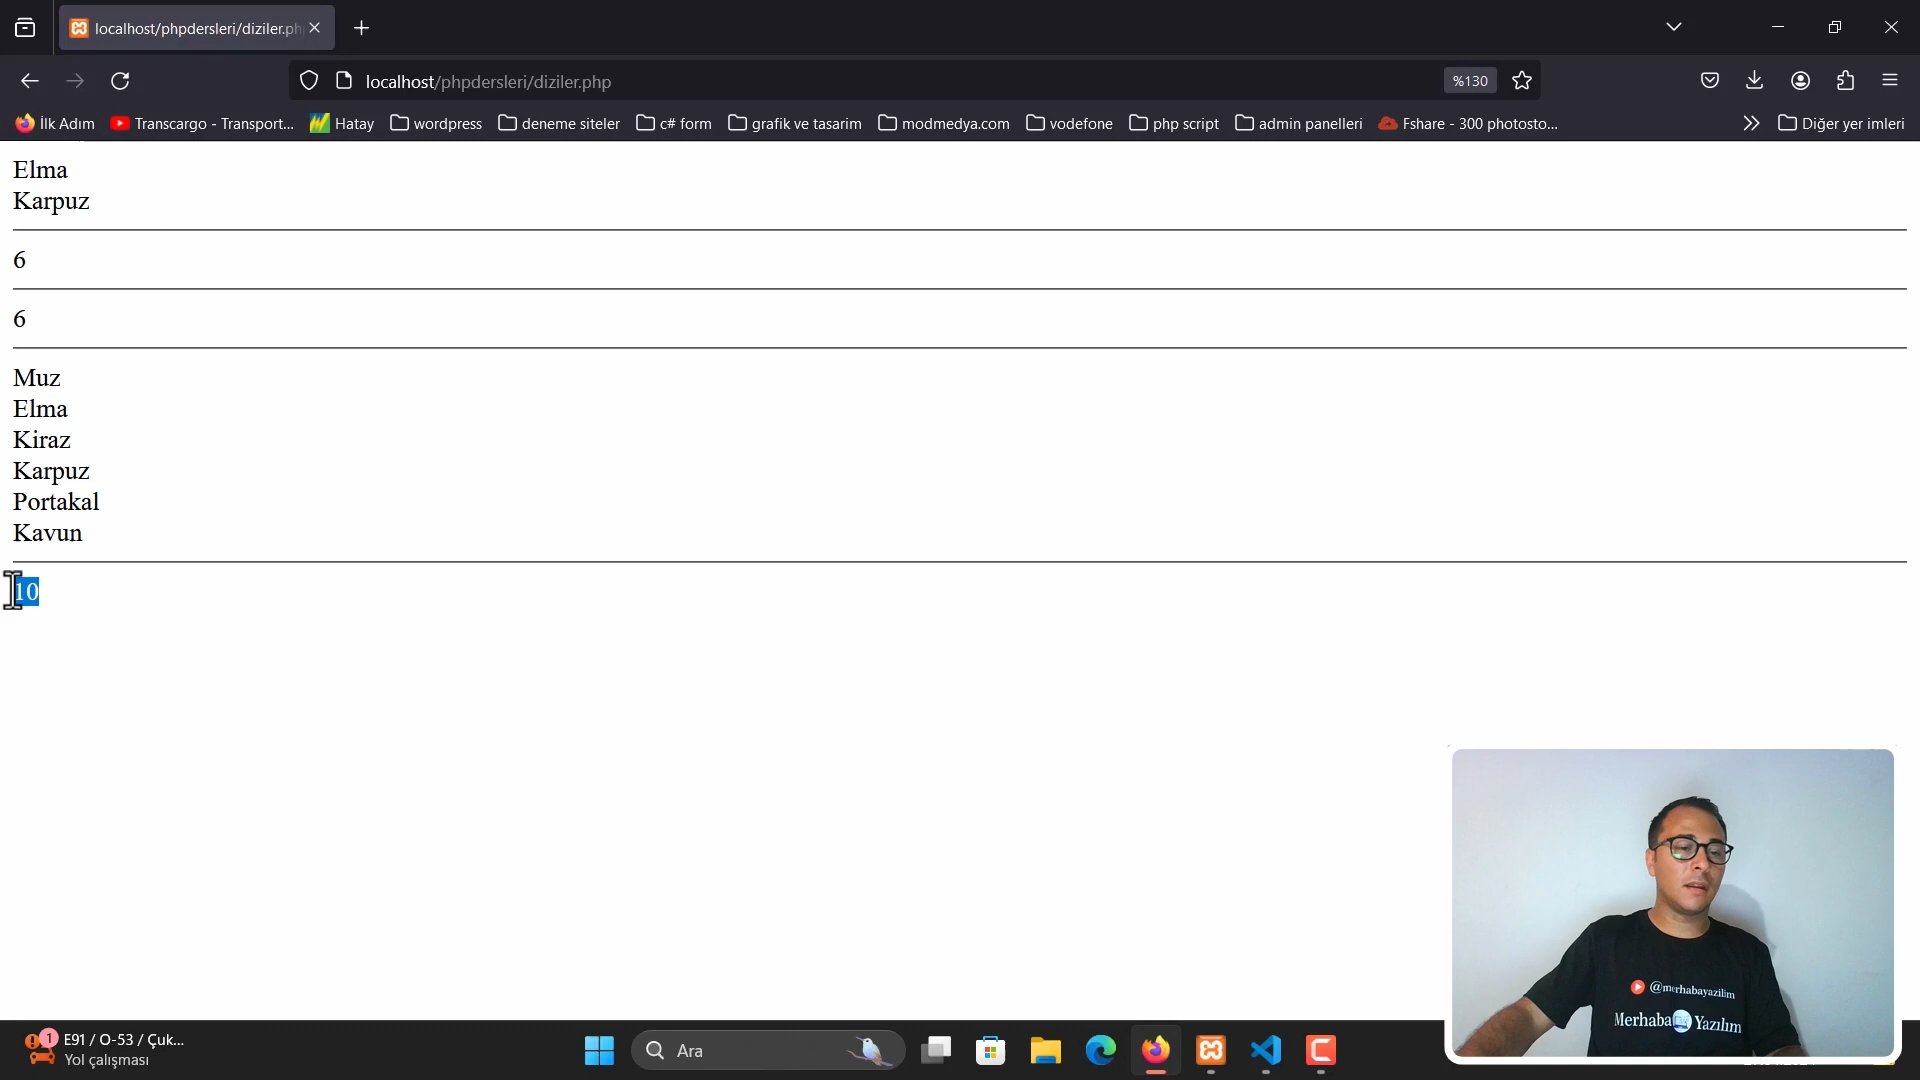 localhost/phpdersleri/diziler.ph
localhost/phpdersleri/diziler.php
%130
İlk Adım
Transcargo - Transport...
Hatay
wordpress
deneme siteler
c# form
grafik ve tasarim
modmedya.com
vodefone
php script
admin panelleri
Fshare - 300 photosto...
Diğer yer imleri
Elma
Karpuz
6
6
Muz
Elma
Kiraz
Karpuz
Portakal
Kavun
10
@merhabayazilim
Merhaba Yazılım
1
E91 / O-53 / Çuk...
Yol çalışması
Ara